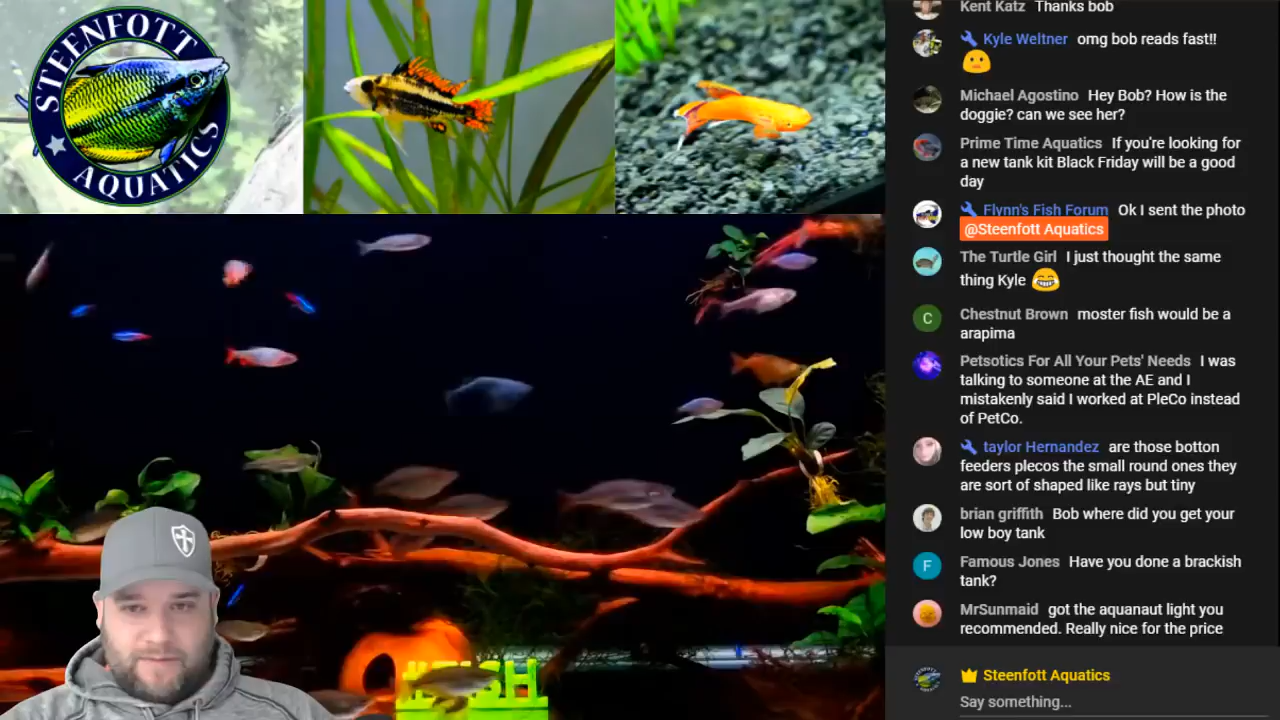 STEENFOTT
AQUATICS
Kent Katz Thanks bob
Kyle Weltner omg bob reads fast!!
Michael Agostino Hey Bob? How is the
doggie? can we see her?
Prime Time Aquatics If you're looking for
a new tank kit Black Friday will be a good
day
Flynn's Fish Forum Ok I sent the photo
@Steenfott Aquatics
The Turtle Girl I just thought the same
thing Kyle
C Chestnut Brown moster fish would be a
arapima
Petsotics For All Your Pets' Needs I was
talking to someone at the AE and I
mistakenly said I worked at PleCo instead
of PetCo.
taylor Hernandez are those botton
feeders plecos the small round ones they
are sort of shaped like rays but tiny
brian griffith Bob where did you get your
low boy tank
F Famous Jones Have you done a brackish
tank?
MrSunmaid got the aquanaut light you
recommended. Really nice for the price
Steenfott Aquatics
Say something...